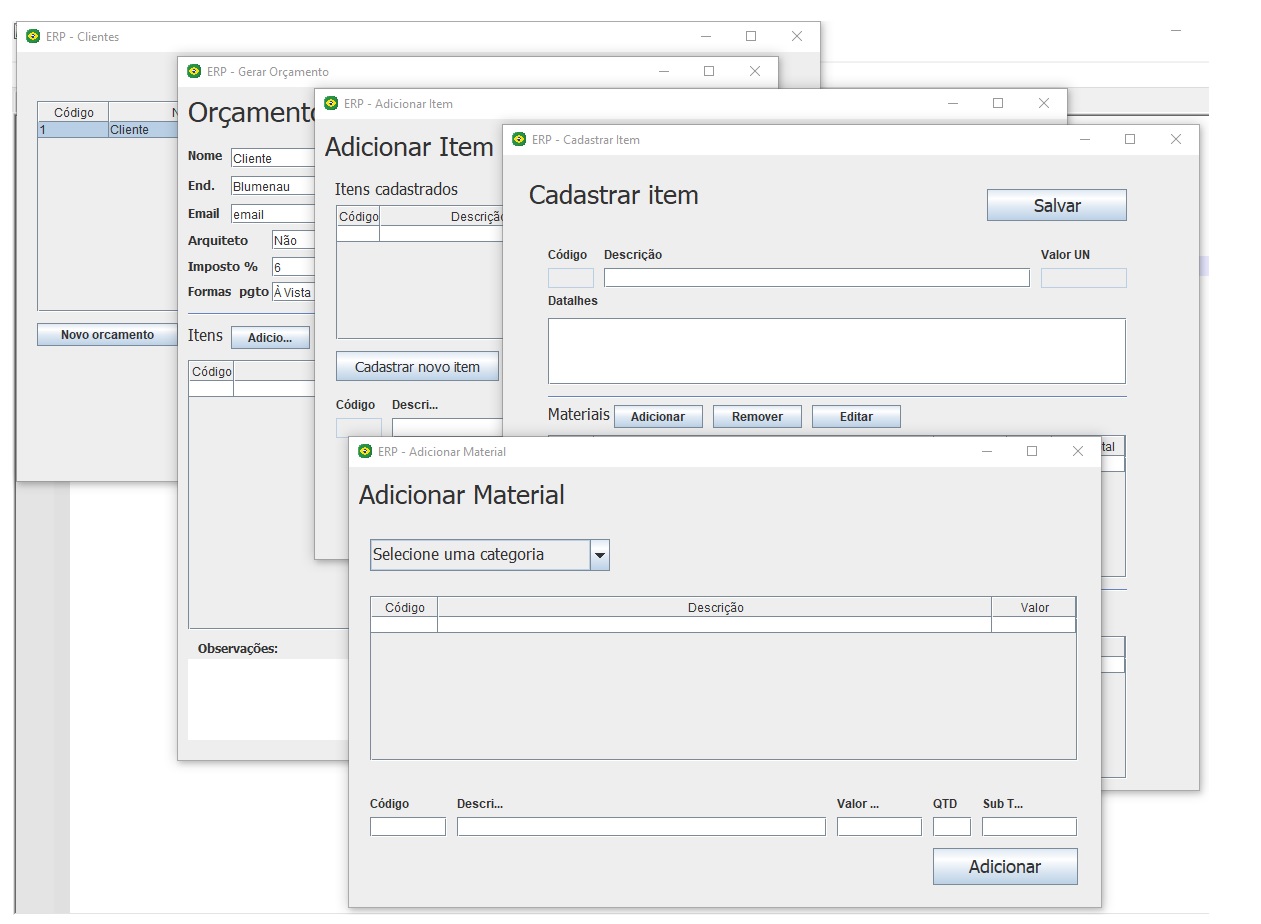 ERP - Clientes
Código
N
1 Cliente
Novo orcamento
ERP - Gerar Orçamento
Orçamento
Nome Cliente
End. Blumenau
Email email
Arquiteto Não
Imposto % 6
Formas pgto À Vista
Itens Adicio...
Código
Observações:
ERP - Adicionar Item
Adicionar Item
Itens cadastrados
Código Descrição
Cadastrar novo item
Código Descri...
ERP - Cadastrar Item
Cadastrar item
Salvar
Código Descrição Valor UN
Datalhes
Materiais Adicionar Remover Editar
tal
ERP - Adicionar Material
Adicionar Material
Selecione uma categoria
Código Descrição Valor
Código Descri... Valor ... QTD Sub T...
Adicionar